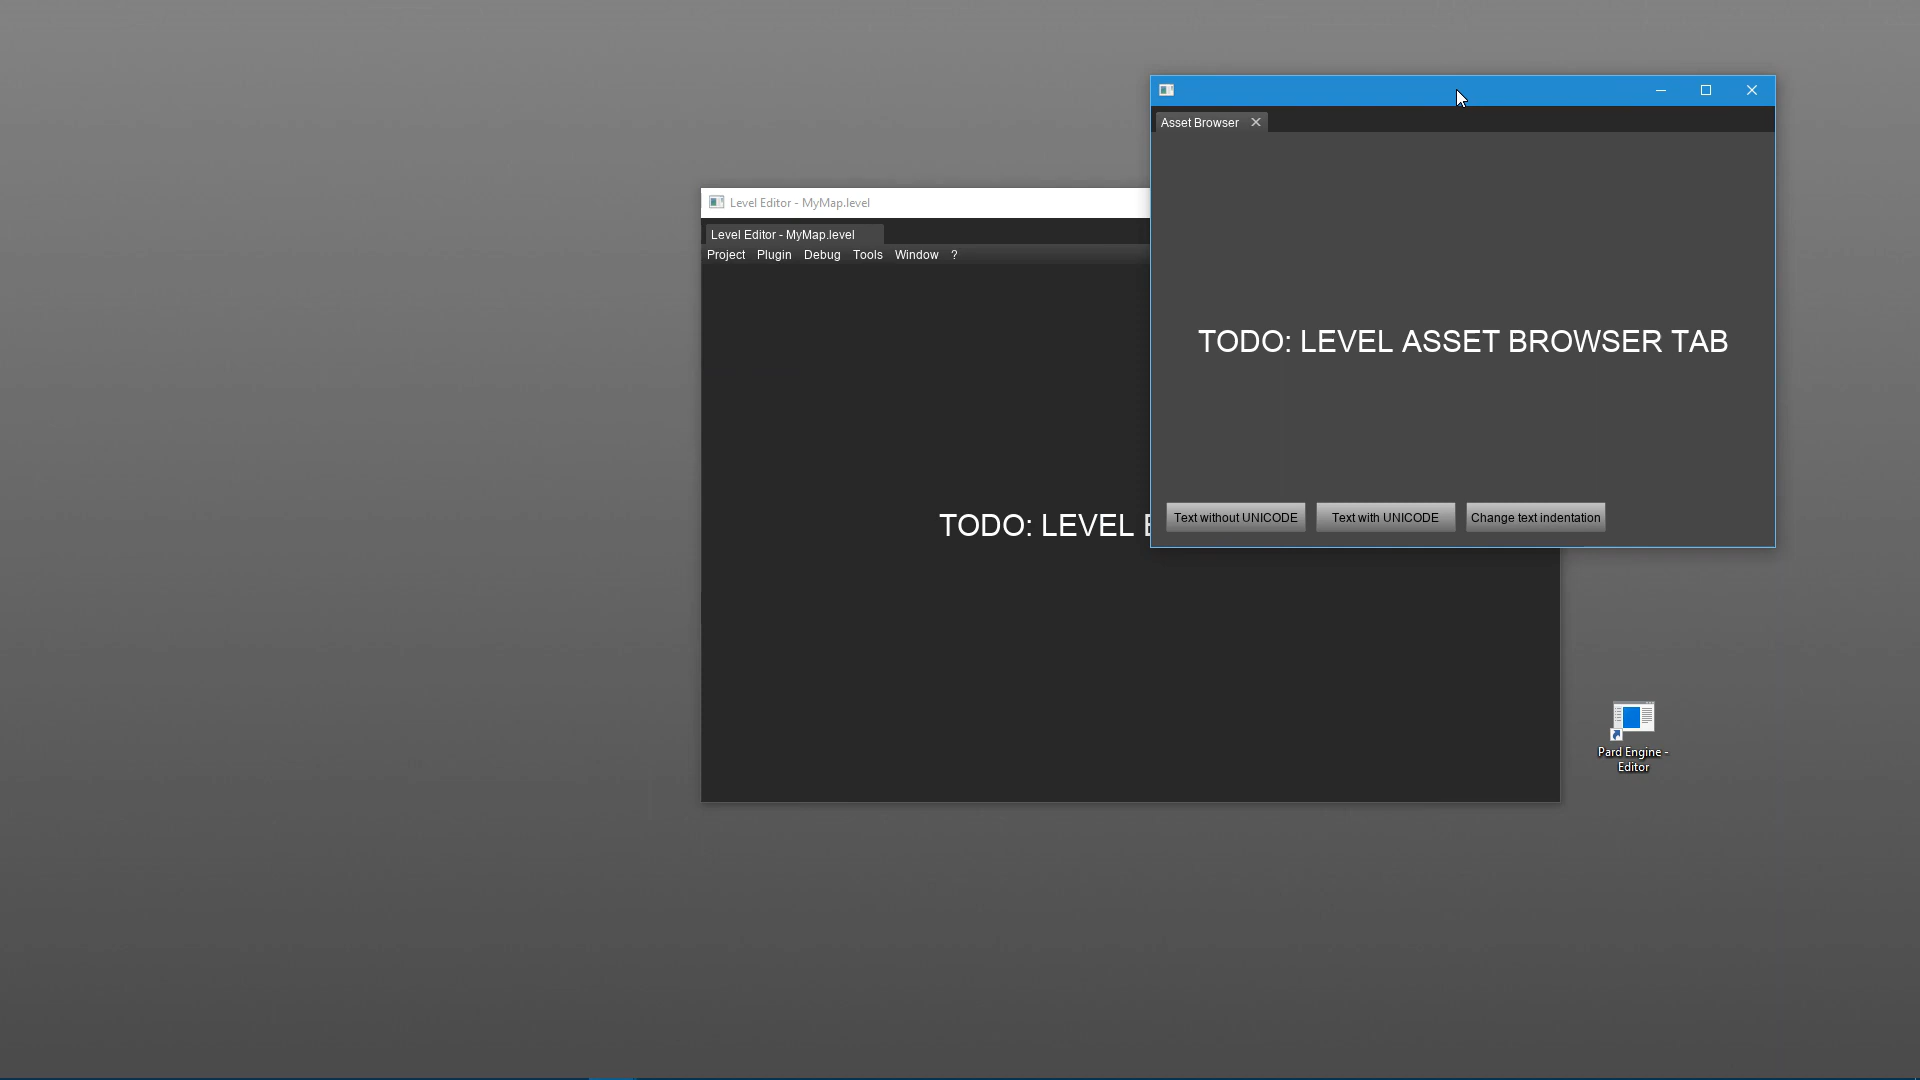 Asset Browser
TODO: LEVEL ASSET BROWSER TAB
Text without UNICODE
Text with UNICODE
Change text indentation
Level Editor - MyMap.level
Level Editor - MyMap.level
Project Plugin Debug Tools Window ?
TODO: LEVEL
Pard Engine -
Editor